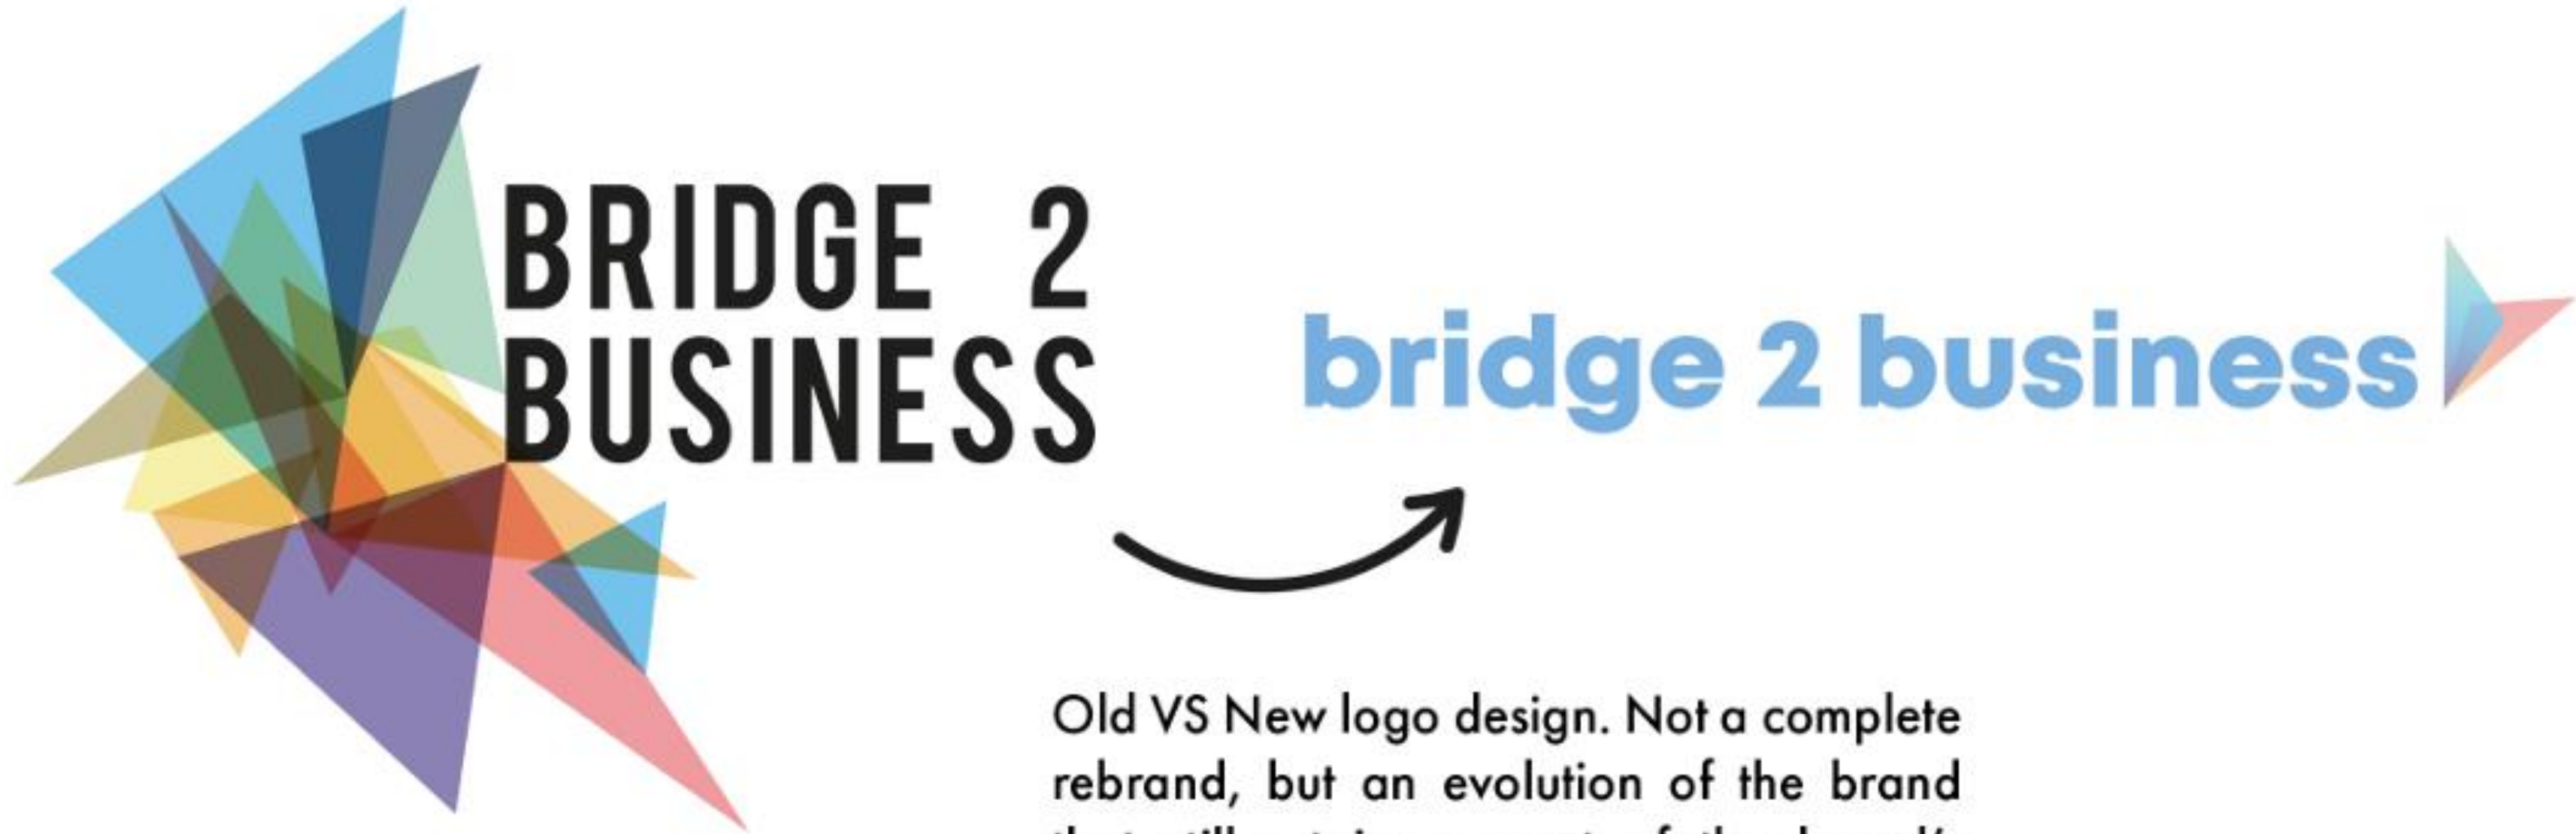 BRIDGE 2
BUSINESS
bridge 2 business
Old VS New logo design. Not a complete
rebrand, but an evolution of the brand